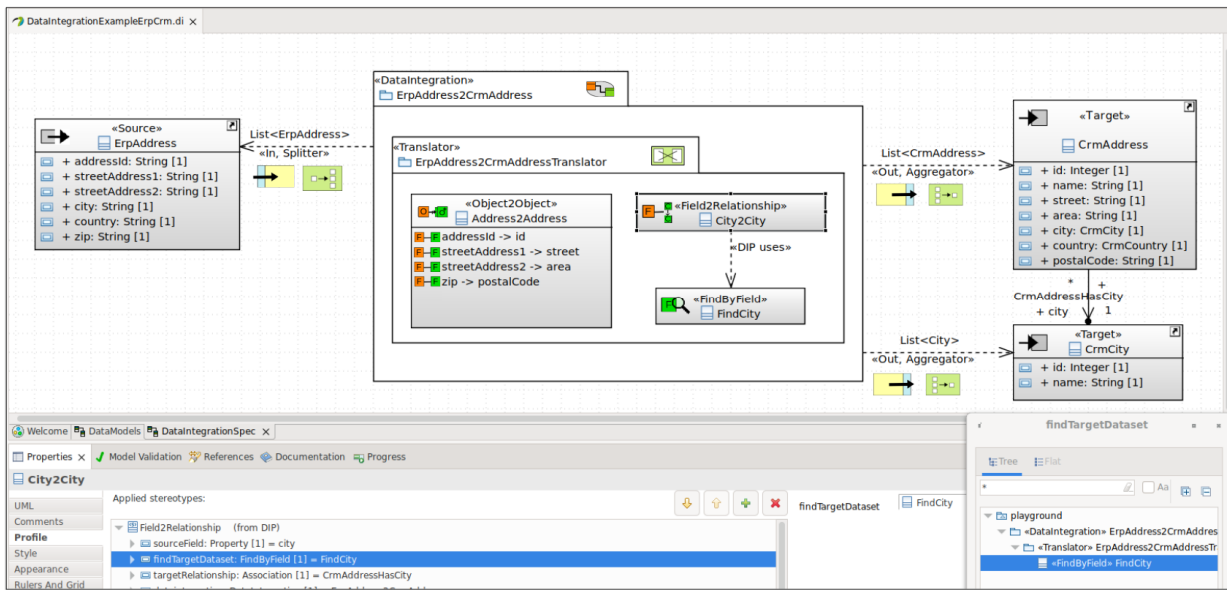 DataIntegrationExampleErpCrm.di
«DataIntegration»
ErpAddress2CrmAddress
«Source»
ErpAddress
+ addressId: String [1]
+ streetAddress1: String [1]
+ streetAddress2: String [1]
+ city: String [1]
+ country: String [1]
+ zip: String [1]
List<ErpAddress>
«In, Splitter»
«Translator»
ErpAddress2CrmAddressTranslator
«Object2Object»
Address2Address
addressId -> id
streetAddress1 -> street
streetAddress2 -> area
zip -> postalCode
«Field2Relationship»
City2City
«DIP uses»
«FindByField»
FindCity
List<CrmAddress>
«Out, Aggregator»
«Target»
CrmAddress
+ id: Integer [1]
+ name: String [1]
+ street: String [1]
+ area: String [1]
+ city: CrmCity [1]
+ country: CrmCountry [1]
+ postalCode: String [1]
* +
CrmAddressHasCity
+ city 1
List<City>
«Out, Aggregator»
«Target»
CrmCity
+ id: Integer [1]
+ name: String [1]
Welcome DataModels DataIntegrationSpec
Properties Model Validation References Documentation Progress
City2City
UML
Comments
Profile
Style
Appearance
Rulers And Grid
Applied stereotypes:
Field2Relationship (from DIP)
sourceField: Property [1] = city
findTargetDataset: FindByField [1] = FindCity
targetRelationship: Association [1] = CrmAddressHasCity
findTargetDataset FindCity
findTargetDataset
Tree Flat
* Aa
playground
«DataIntegration» ErpAddress2CrmAddres
«Translator» ErpAddress2CrmAddressTr
«FindByField» FindCity